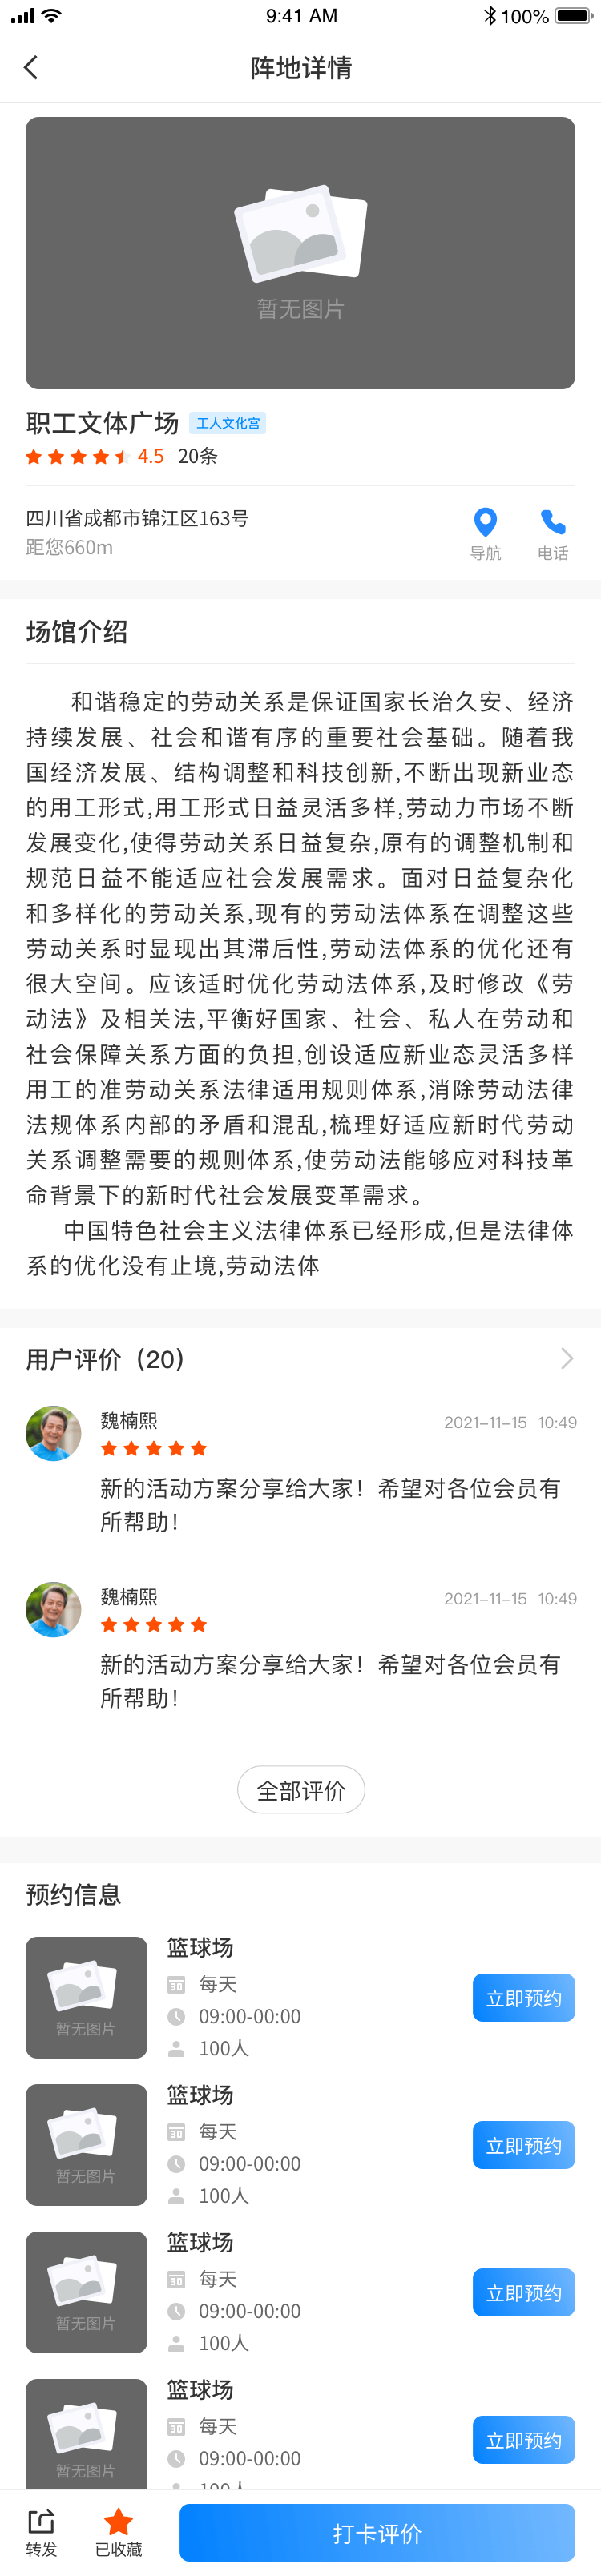 9:41 AM
100%
阵地详情
暂无图片
职工文体广场 工人文化宫
4.5 20条
四川省成都市锦江区163号
距您660m
导航 电话
场馆介绍
和谐稳定的劳动关系是保证国家长治久安、经济
持续发展、社会和谐有序的重要社会基础。随着我
国经济发展、结构调整和科技创新,不断出现新业态
的用工形式,用工形式日益灵活多样,劳动力市场不断
发展变化,使得劳动关系日益复杂,原有的调整机制和
规范日益不能适应社会发展需求。面对日益复杂化
和多样化的劳动关系,现有的劳动法体系在调整这些
劳动关系时显现出其滞后性,劳动法体系的优化还有
很大空间。应该适时优化劳动法体系,及时修改《劳
动法》及相关法,平衡好国家、社会、私人在劳动和
社会保障关系方面的负担,创设适应新业态灵活多样
用工的准劳动关系法律适用规则体系,消除劳动法律
法规体系内部的矛盾和混乱,梳理好适应新时代劳动
关系调整需要的规则体系,使劳动法能够应对科技革
命背景下的新时代社会发展变革需求。
中国特色社会主义法律体系已经形成,但是法律体
系的优化没有止境,劳动法体
用户评价（20）
魏楠熙 2021-11-15 10:49
新的活动方案分享给大家！希望对各位会员有
所帮助！
魏楠熙 2021-11-15 10:49
新的活动方案分享给大家！希望对各位会员有
所帮助！
全部评价
预约信息
暂无图片
篮球场
30 每天
09:00-00:00
100人
立即预约
暂无图片
篮球场
30 每天
09:00-00:00
100人
立即预约
暂无图片
篮球场
30 每天
09:00-00:00
100人
立即预约
暂无图片
篮球场
30 每天
09:00-00:00
100人
立即预约
转发 已收藏 打卡评价